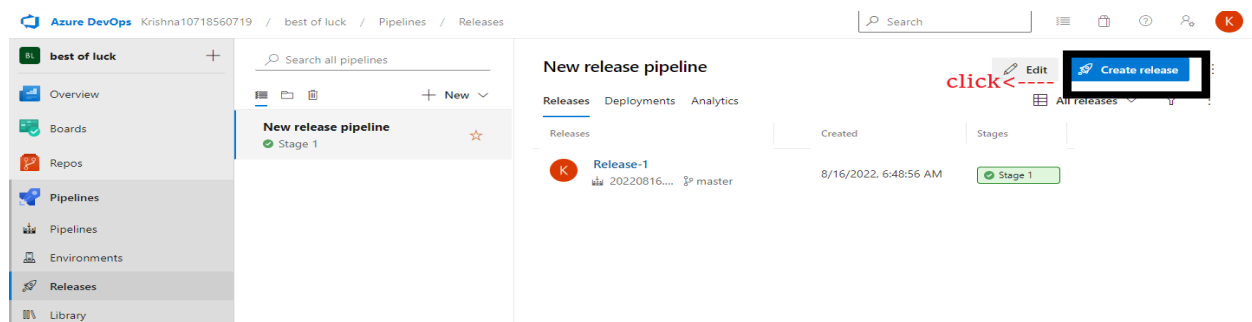 Azure DevOps Krishna10718560719 / best of luck / Pipelines / Releases
Search
K
BL best of luck
Overview
Boards
Repos
Pipelines
Pipelines
Environments
Releases
Library
Search all pipelines
New
New release pipeline
Stage 1
New release pipeline
click<----
Edit
Create release
Releases Deployments Analytics
All releases
Releases Created Stages
K Release-1
20220816.... master
8/16/2022, 6:48:56 AM
Stage 1